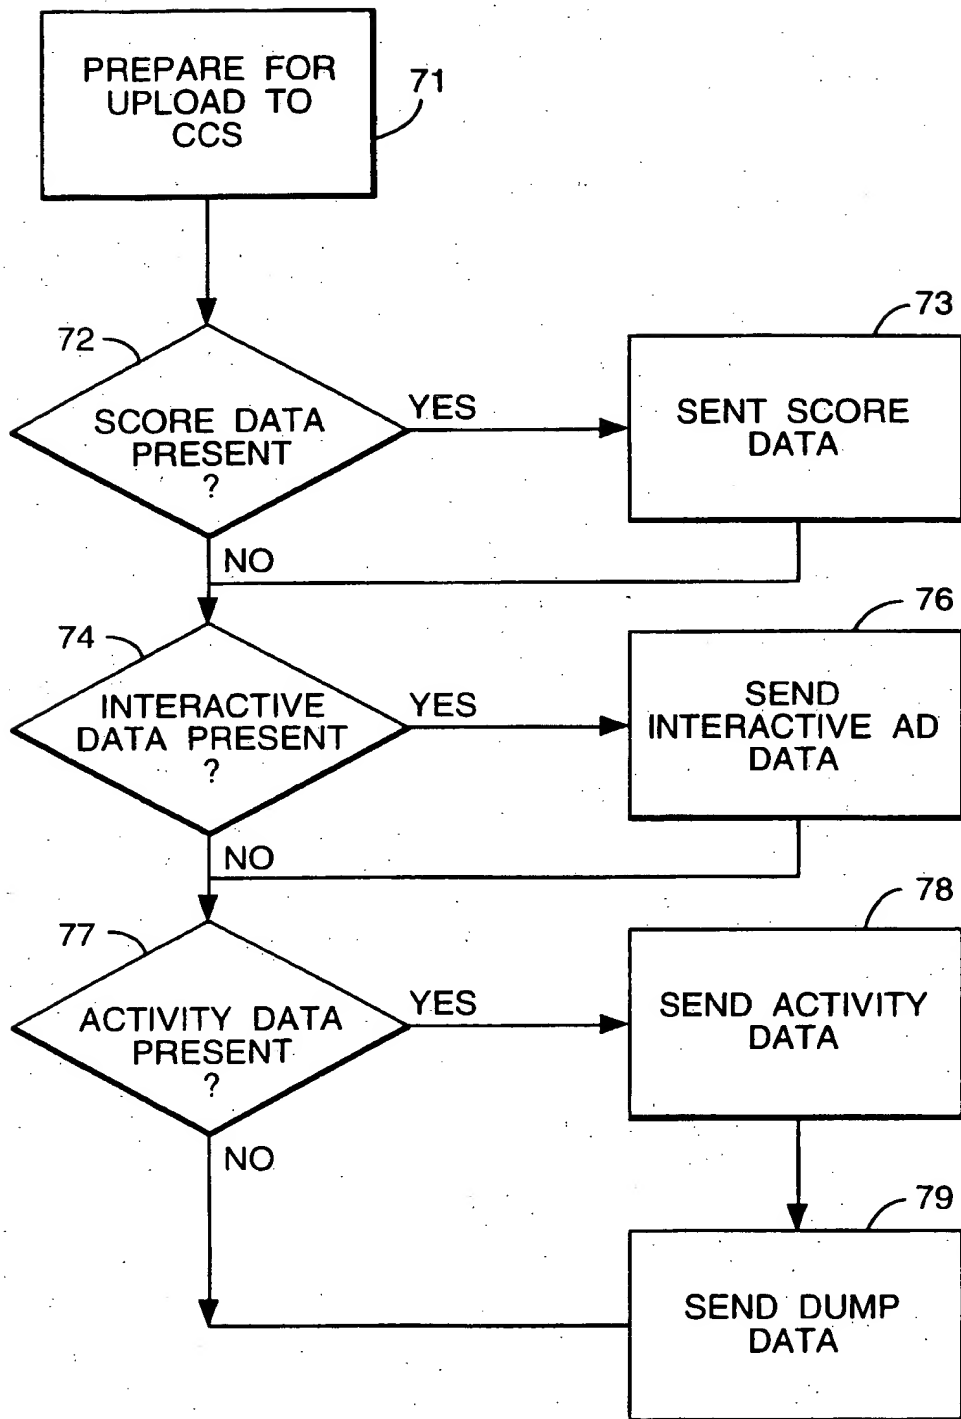 PREPARE FOR
UPLOAD TO
CCS
71
72
SCORE DATA
PRESENT
?
YES
73
SENT SCORE
DATA
NO
74
INTERACTIVE
DATA PRESENT
?
YES
76
SEND
INTERACTIVE AD
DATA
NO
77
ACTIVITY DATA
PRESENT
?
YES
78
SEND ACTIVITY
DATA
NO
79
SEND DUMP
DATA